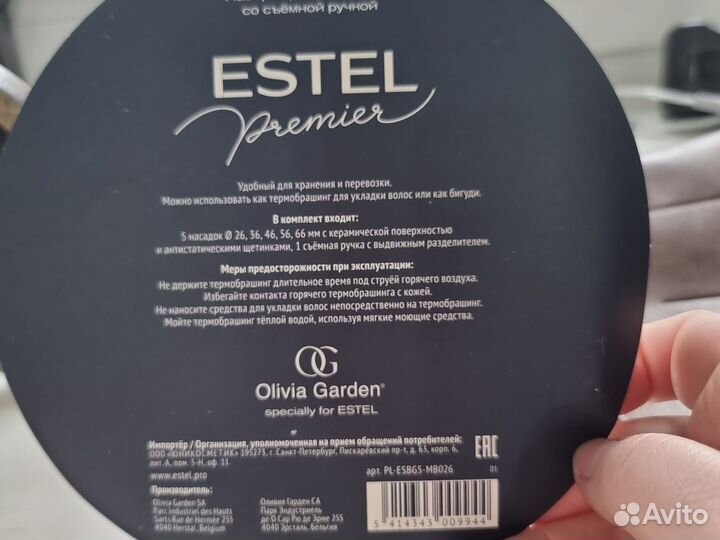 со съёмной ручкой
ESTEL
premier
Удобный для хранения и перевозки.
Можно использовать как термобрашинг для укладки волос или как бигуди.
В комплект входит:
5 насадок Ø 26, 36, 46, 56, 66 мм с керамической поверхностью
и антистатическими щетинками, 1 съёмная ручка с выдвижным разделителем.
Меры предосторожности при эксплуатации:
Не держите термобрашинг длительное время под струёй горячего воздуха.
Избегайте контакта горячего термобрашинга с кожей.
Не наносите средства для укладки волос непосредственно на термобрашинг.
Мойте термобрашинг тёплой водой, используя мягкие моющие средства.
OG
Olivia Garden®
specially for ESTEL
Импортёр / Организация, уполномоченная на прием обращений потребителей:
ООО «ЮНИКОСМЕТИК» 195273, г. Санкт-Петербург, Пискарёвский пр-т, д. 63, корп. 6,
лит. А, пом. 5-Н, оф. 11.
www.estel.pro
EAC
арт. PL-ESBG5-MB026
01
Производитель:
Olivia Garden SA
Parc Industriel des Hauts
Sarts Rue de Hermée 255
4040 Herstal, Belgium
Оливия Гарден СА
Парк Эндустриель
де О Сар Рю де Эрме 255
4040 Эрсталь, Бельгия
5 414343 009944
Avito